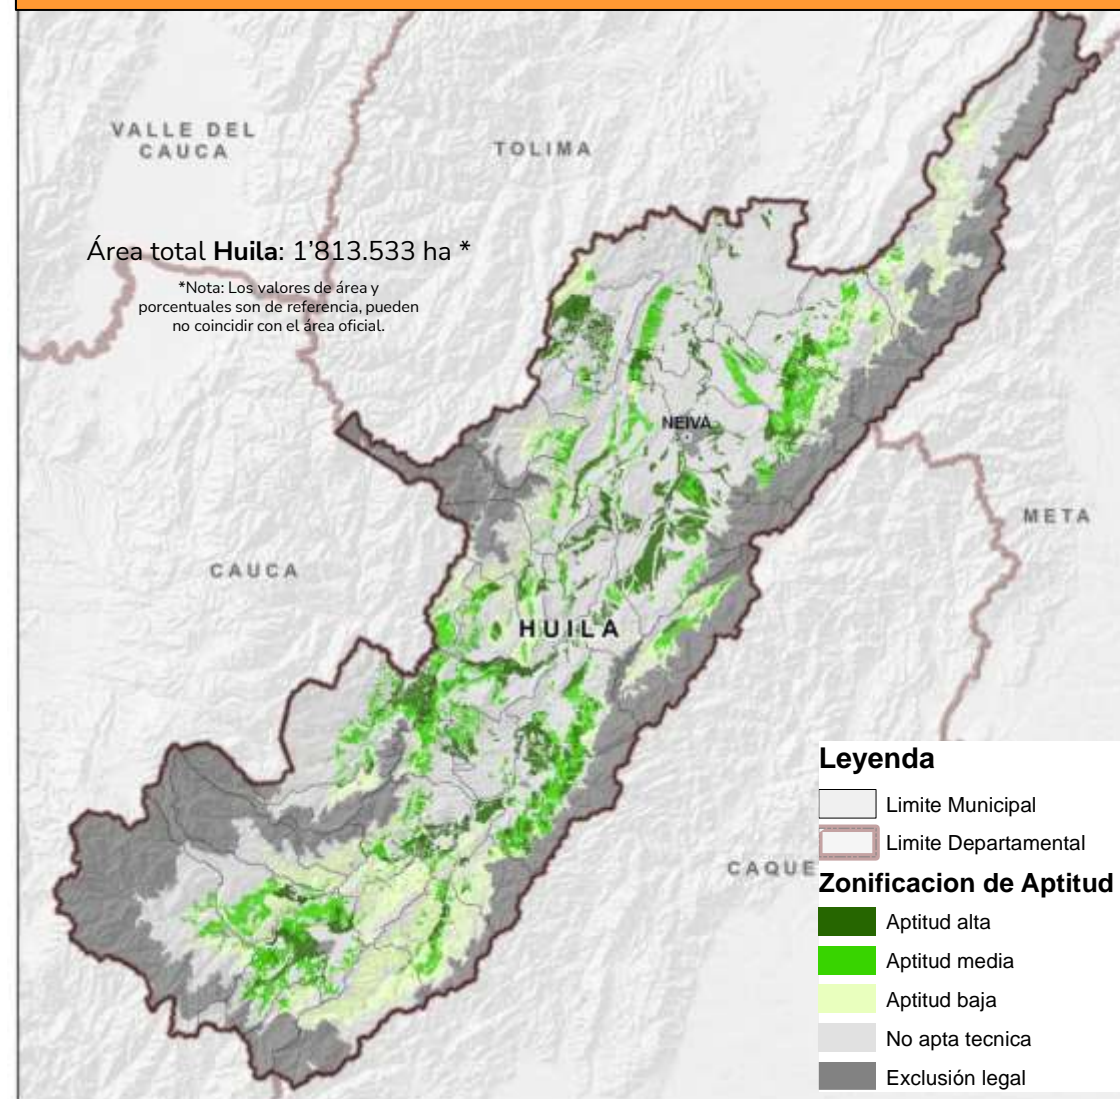 VALLE DEL
CAUCA
TOLIMA
Área total Huila: 1'813.533 ha *
*Nota: Los valores de área y
porcentuales son de referencia, pueden
no coincidir con el área oficial.
NEIVA
META
CAUCA
HUILA
CAQUE
Leyenda
Limite Municipal
Limite Departamental
Zonificacion de Aptitud
Aptitud alta
Aptitud media
Aptitud baja
No apta tecnica
Exclusión legal